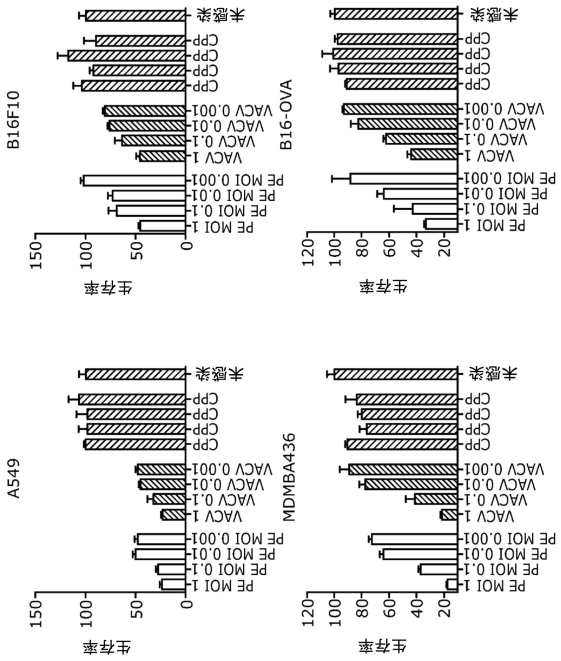 A549
生存率
150
100
50
0
PE MOI 1
PE MOI 0.1
PE MOI 0.01
PE MOI 0.001
VACV 1
VACV 0.1
VACV 0.01
VACV 0.001
CPP
CPP
CPP
CPP
未感染
B16F10
生存率
150
100
50
0
PE MOI 1
PE MOI 0.1
PE MOI 0.01
PE MOI 0.001
VACV 1
VACV 0.1
VACV 0.01
VACV 0.001
CPP
CPP
CPP
CPP
未感染
MDMBA436
生存率
120
100
80
60
40
20
PE MOI 1
PE MOI 0.1
PE MOI 0.01
PE MOI 0.001
VACV 1
VACV 0.1
VACV 0.01
VACV 0.001
CPP
CPP
CPP
CPP
未感染
B16-OVA
生存率
120
100
80
60
40
20
PE MOI 1
PE MOI 0.1
PE MOI 0.01
PE MOI 0.001
VACV 1
VACV 0.1
VACV 0.01
VACV 0.001
CPP
CPP
CPP
CPP
未感染